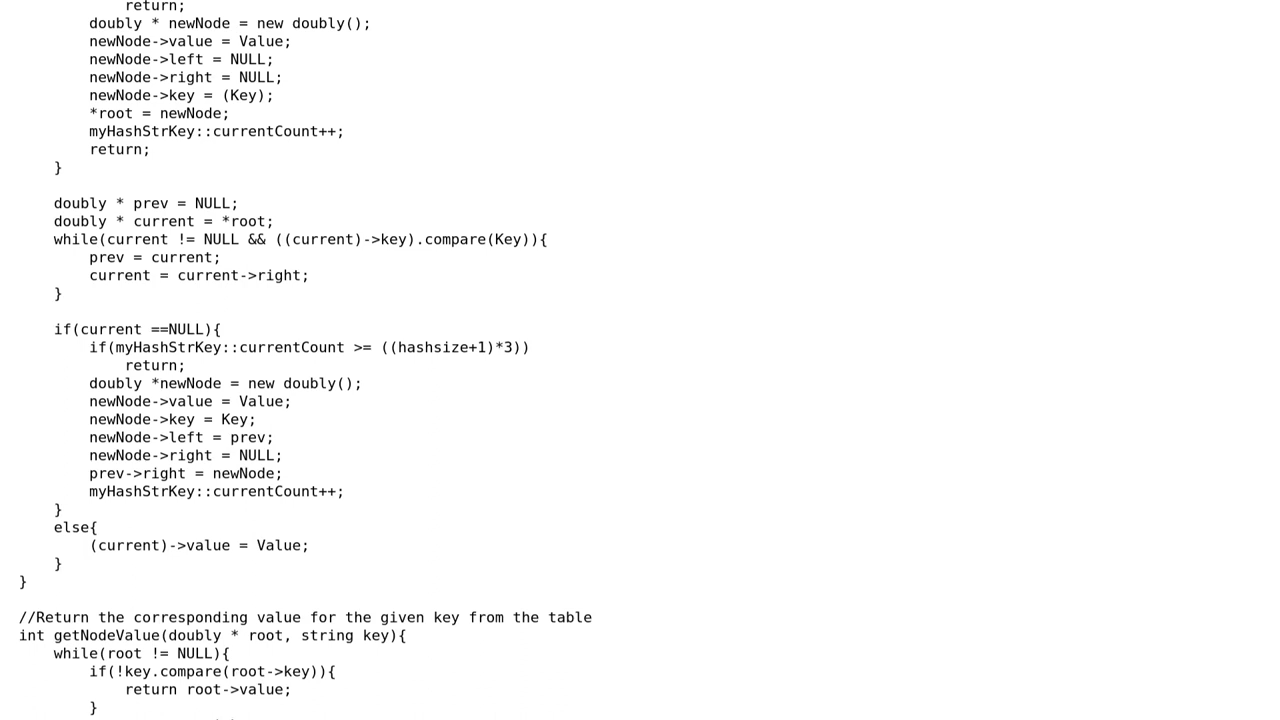 return;
        doubly * newNode = new doubly();
        newNode->value = Value;
        newNode->left = NULL;
        newNode->right = NULL;
        newNode->key = (Key);
        *root = newNode;
        myHashStrKey::currentCount++;
        return;
    }

    doubly * prev = NULL;
    doubly * current = *root;
    while(current != NULL && ((current)->key).compare(Key)){
        prev = current;
        current = current->right;
    }

    if(current ==NULL){
        if(myHashStrKey::currentCount >= ((hashsize+1)*3))
            return;
        doubly *newNode = new doubly();
        newNode->value = Value;
        newNode->key = Key;
        newNode->left = prev;
        newNode->right = NULL;
        prev->right = newNode;
        myHashStrKey::currentCount++;
    }
    else{
        (current)->value = Value;
    }
}

//Return the corresponding value for the given key from the table
int getNodeValue(doubly * root, string key){
    while(root != NULL){
        if(!key.compare(root->key)){
            return root->value;
        }